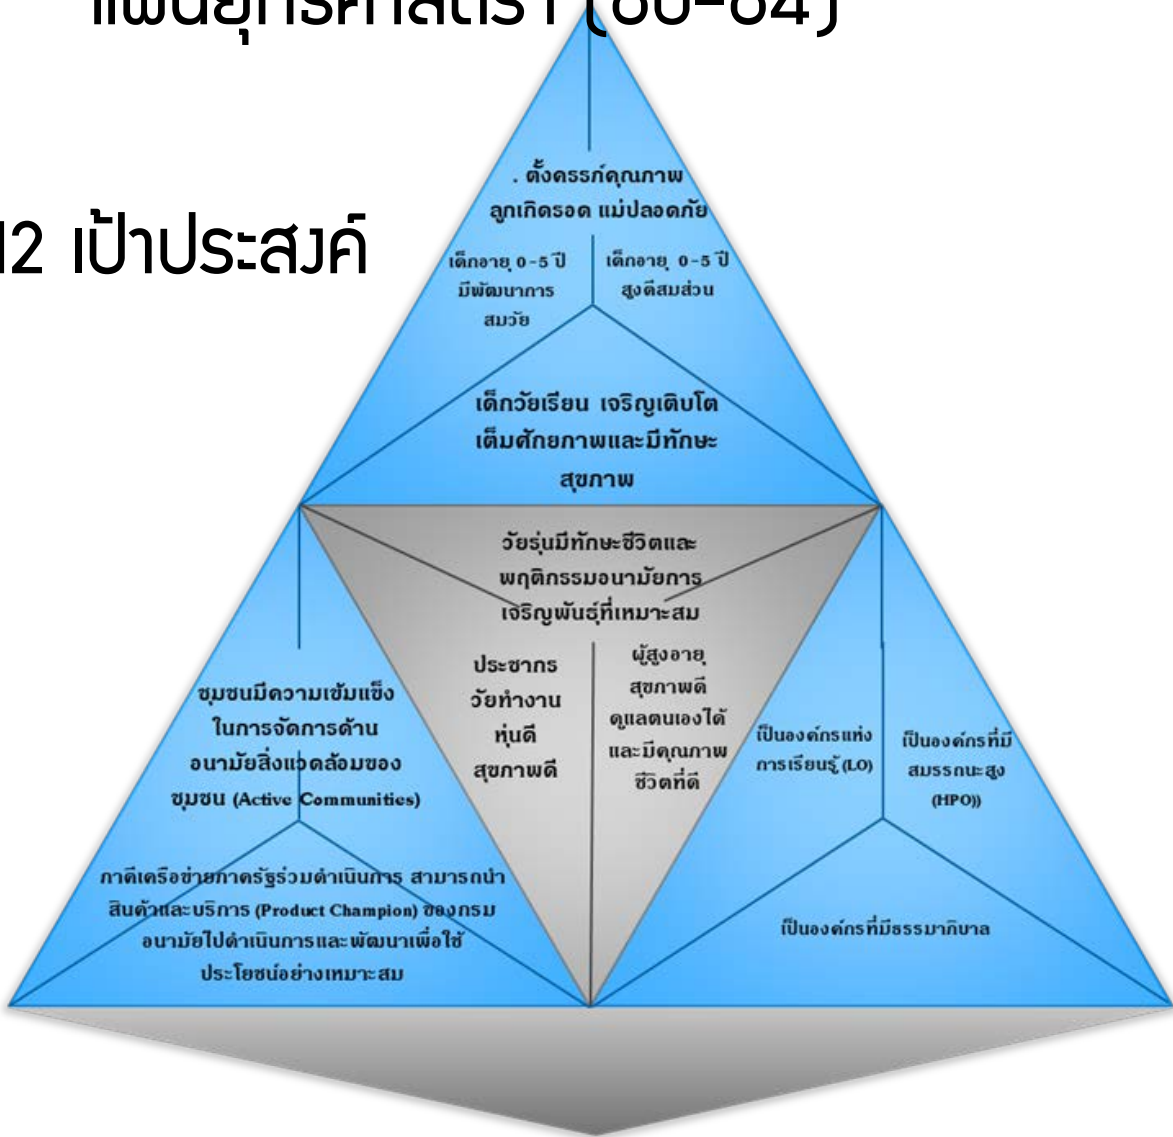 แผนยุทธศาสตร์ฯ (60-64)
12 เป้าประสงค์
. ตั้งครรภ์คุณภาพ
ลูกเกิดรอด แม่ปลอดภัย
เด็กอายุ 0-5 ปี
มีพัฒนาการ
สมวัย
เด็กอายุ 0-5 ปี
สูงดีสมส่วน
เด็กวัยเรียน เจริญเติบโต
เต็มศักยภาพและมีทักษะ
สุขภาพ
วัยรุ่นมีทักษะชีวิตและ
พฤติกรรมอนามัยการ
เจริญพันธุ์ที่เหมาะสม
ประชากร
วัยทำงาน
หุ่นดี
สุขภาพดี
ผู้สูงอายุ
สุขภาพดี
ดูแลตนเองได้
และมีคุณภาพ
ชีวิตที่ดี
ชุมชนมีความเข้มแข็ง
ในการจัดการด้าน
อนามัยสิ่งแวดล้อมของ
ชุมชน (Active Communities)
ภาคีเครือข่ายภาครัฐร่วมดำเนินการ สามารถนำ
สินค้าและบริการ (Product Champion) ของกรม
อนามัยไปดำเนินการและพัฒนาเพื่อใช้
ประโยชน์อย่างเหมาะสม
เป็นองค์กรแห่ง
การเรียนรู้ (LO)
เป็นองค์กรที่มี
สมรรถนะสูง
(HPO))
เป็นองค์กรที่มีธรรมาภิบาล